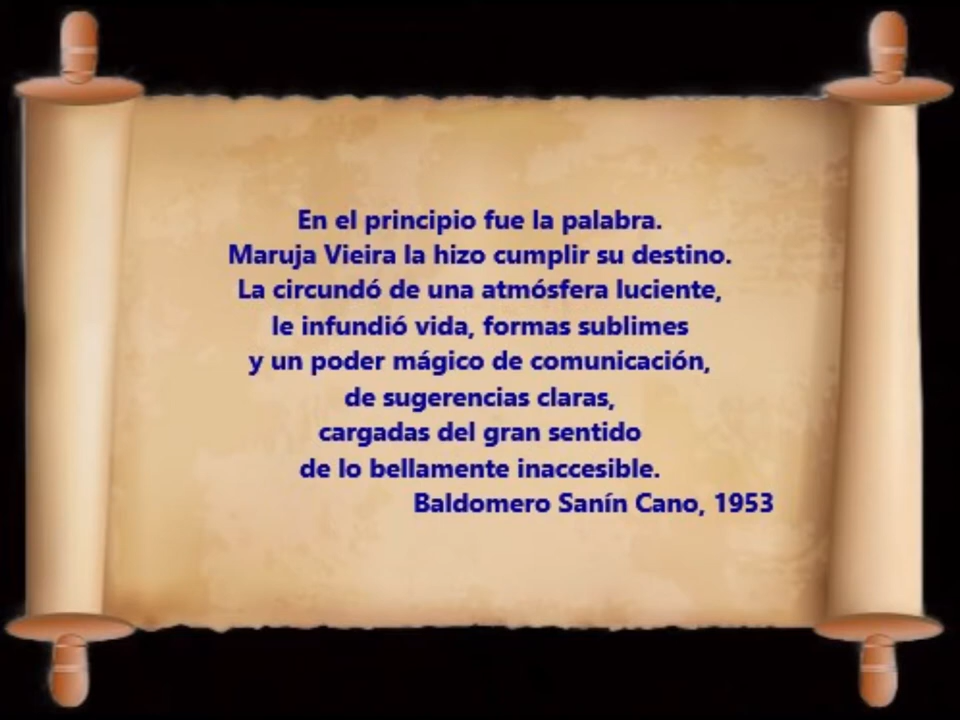 En el principio fue la palabra.
Maruja Vieira la hizo cumplir su destino.
La circundó de una atmósfera luciente,
le infundió vida, formas sublimes
y un poder mágico de comunicación,
de sugerencias claras,
cargadas del gran sentido
de lo bellamente inaccesible.
Baldomero Sanín Cano, 1953